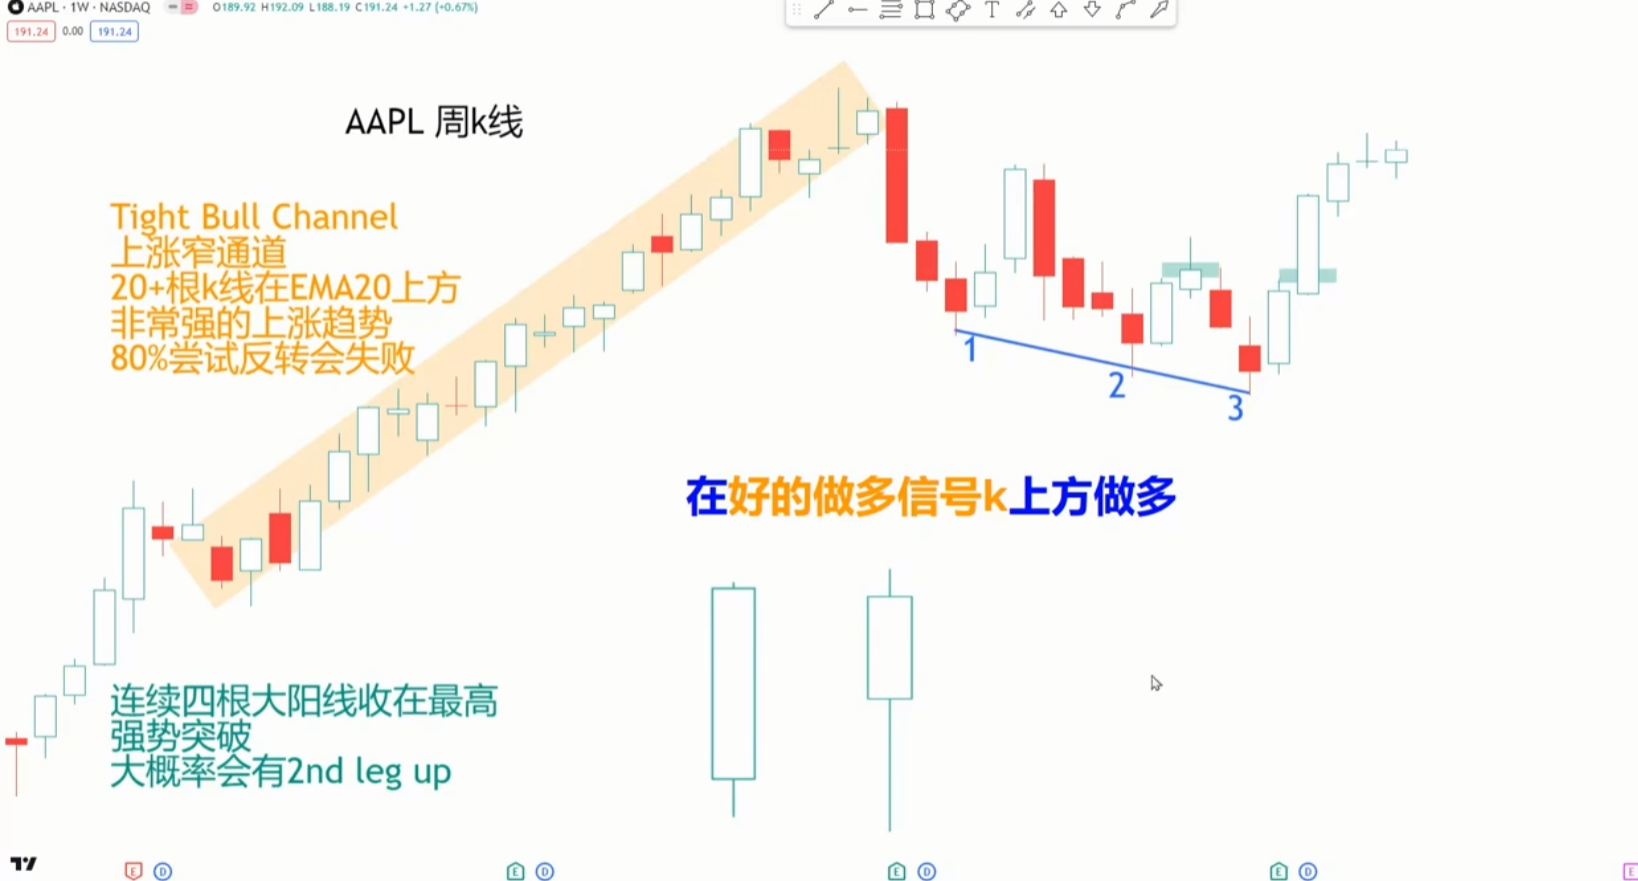 AAPL · 1W · NASDAQ O189.92 H192.09 L188.19 C191.24 +1.27 (+0.67%)
191.24 0.00 191.24
AAPL 周k线
Tight Bull Channel
上涨窄通道
20+根k线在EMA20上方
非常强的上涨趋势
80%尝试反转会失败
1
2
3
在好的做多信号k上方做多
连续四根大阳线收在最高
强势突破
大概率会有2nd leg up
E D E D E D E D E